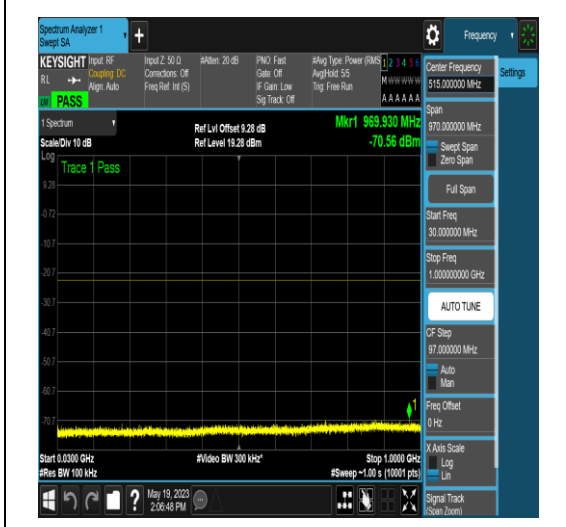 Spectrum Analyzer 1
Swept SA
Frequency
KEYSIGHT
RL
PASS
Input: RF
Coupling: DC
Align: Auto
Input Z: 50 Ω
Corrections: Off
Freq Ref: Int (S)
#Atten: 20 dB
PNO: Fast
Gate: Off
IF Gain: Low
Sig Track: Off
#Avg Type: Power (RMS
Avg|Hold: 5/5
Trig: Free Run
1 2 3 4 5 6
M W W W W W
A A A A A A
1 Spectrum
Scale/Div 10 dB
Ref Lvl Offset 9.28 dB
Ref Level 19.28 dBm
Mkr1 969.930 MHz
-70.56 dBm
Log
Trace 1 Pass
9.28
-0.72
-10.7
-20.7
-30.7
-40.7
-50.7
-60.7
-70.7
1
Start 0.0300 GHz
#Res BW 100 kHz
#Video BW 300 kHz*
Stop 1.0000 GHz
#Sweep ~1.00 s (10001 pts)
May 19, 2023
2:06:48 PM
Center Frequency
515.000000 MHz
Settings
Span
970.000000 MHz
Swept Span
Zero Span
Full Span
Start Freq
30.000000 MHz
Stop Freq
1.000000000 GHz
AUTO TUNE
CF Step
97.000000 MHz
Auto
Man
Freq Offset
0 Hz
X Axis Scale
Log
Lin
Signal Track
(Span Zoom)